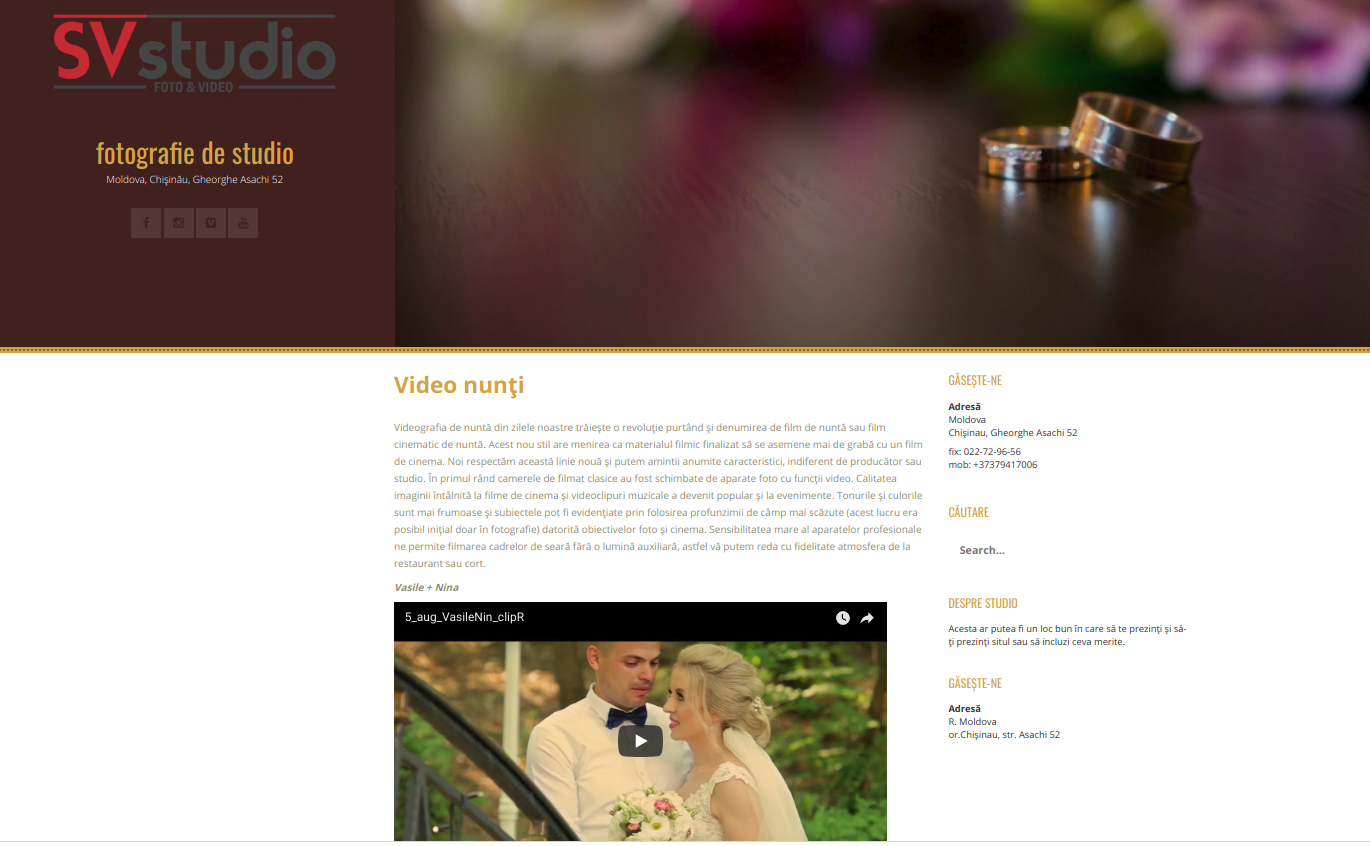 SVstudio
FOTO & VIDEO
fotografie de studio
Moldova, Chişinău, Gheorghe Asachi 52
Video nunţi
Videografia de nuntă din zilele noastre trăieşte o revoluţie purtând şi denumirea de film de nuntă sau film
cinematic de nuntă. Acest nou stil are menirea ca materialul filmic finalizat să se asemene mai de grabă cu un film
de cinema. Noi respectăm această linie nouă şi putem amintii anumite caracteristici, indiferent de producător sau
studio. În primul rând camerele de filmat clasice au fost schimbate de aparate foto cu funcţii video. Calitatea
imaginii întâlnită la filme de cinema şi videoclipuri muzicale a devenit popular şi la evenimente. Tonurile şi culorile
sunt mai frumoase şi subiectele pot fi evidenţiate prin folosirea profunzimii de câmp mai scăzute (acest lucru era
posibil iniţial doar în fotografie) datorită obiectivelor foto şi cinema. Sensibilitatea mare al aparatelor profesionale
ne permite filmarea cadrelor de seară fără o lumină auxiliară, astfel vă putem reda cu fidelitate atmosfera de la
restaurant sau cort.
Vasile + Nina
5_aug_VasileNin_clipR
GĂSEŞTE-NE
Adresă
Moldova
Chişinau, Gheorghe Asachi 52
fix: 022-72-96-56
mob: +37379417006
CĂUTARE
Search...
DESPRE STUDIO
Acesta ar putea fi un loc bun în care să te prezinţi şi să-
ţi prezinţi situl sau să incluzi ceva merite.
GĂSEŞTE-NE
Adresă
R. Moldova
or.Chişinau, str. Asachi 52